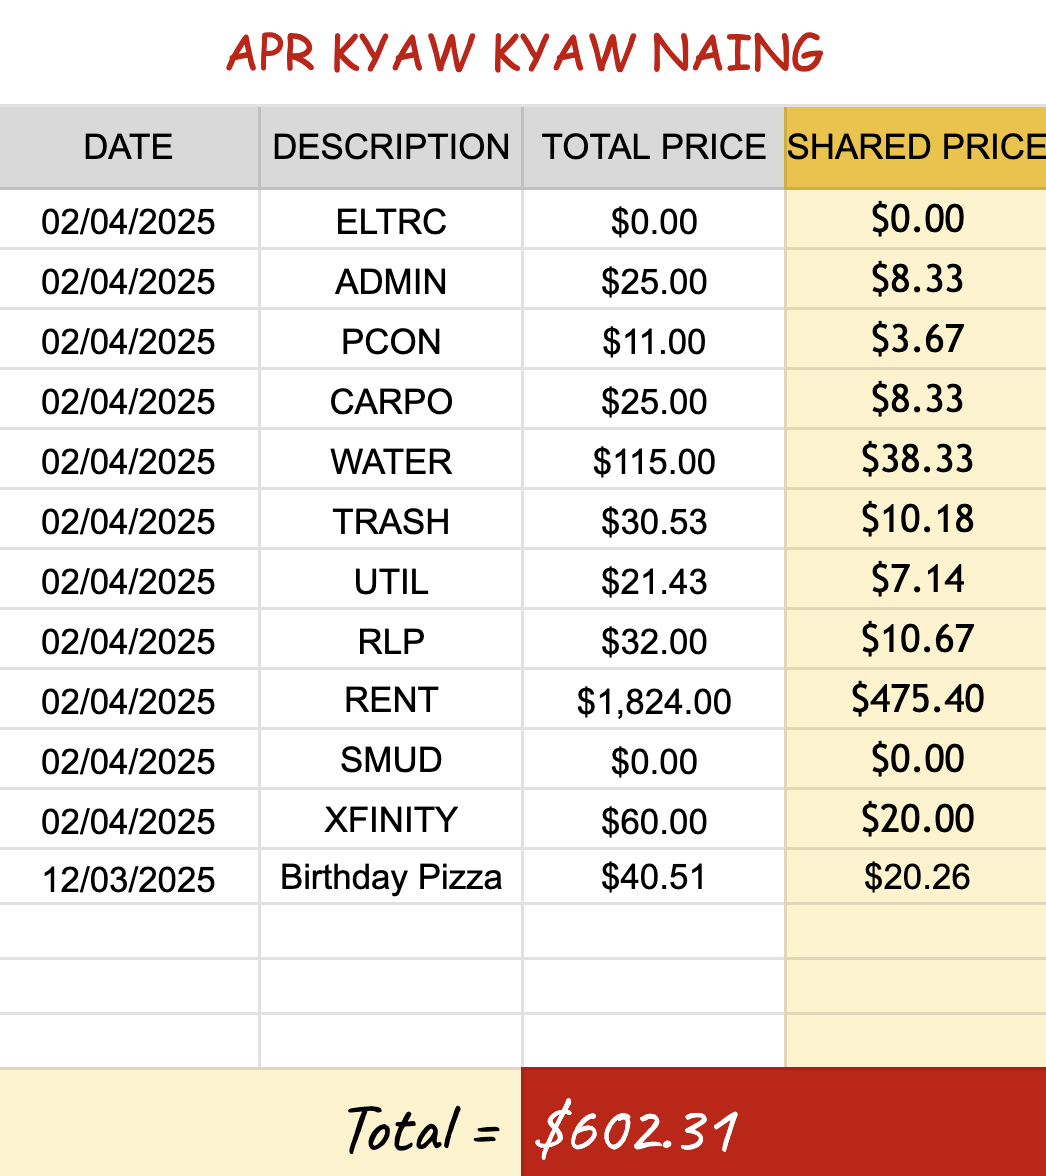 APR KYAW KYAW NAING
DATE DESCRIPTION TOTAL PRICE SHARED PRICE
02/04/2025 ELTRC $0.00 $0.00
02/04/2025 ADMIN $25.00 $8.33
02/04/2025 PCON $11.00 $3.67
02/04/2025 CARPO $25.00 $8.33
02/04/2025 WATER $115.00 $38.33
02/04/2025 TRASH $30.53 $10.18
02/04/2025 UTIL $21.43 $7.14
02/04/2025 RLP $32.00 $10.67
02/04/2025 RENT $1,824.00 $475.40
02/04/2025 SMUD $0.00 $0.00
02/04/2025 XFINITY $60.00 $20.00
12/03/2025 Birthday Pizza $40.51 $20.26
Total = $602.31